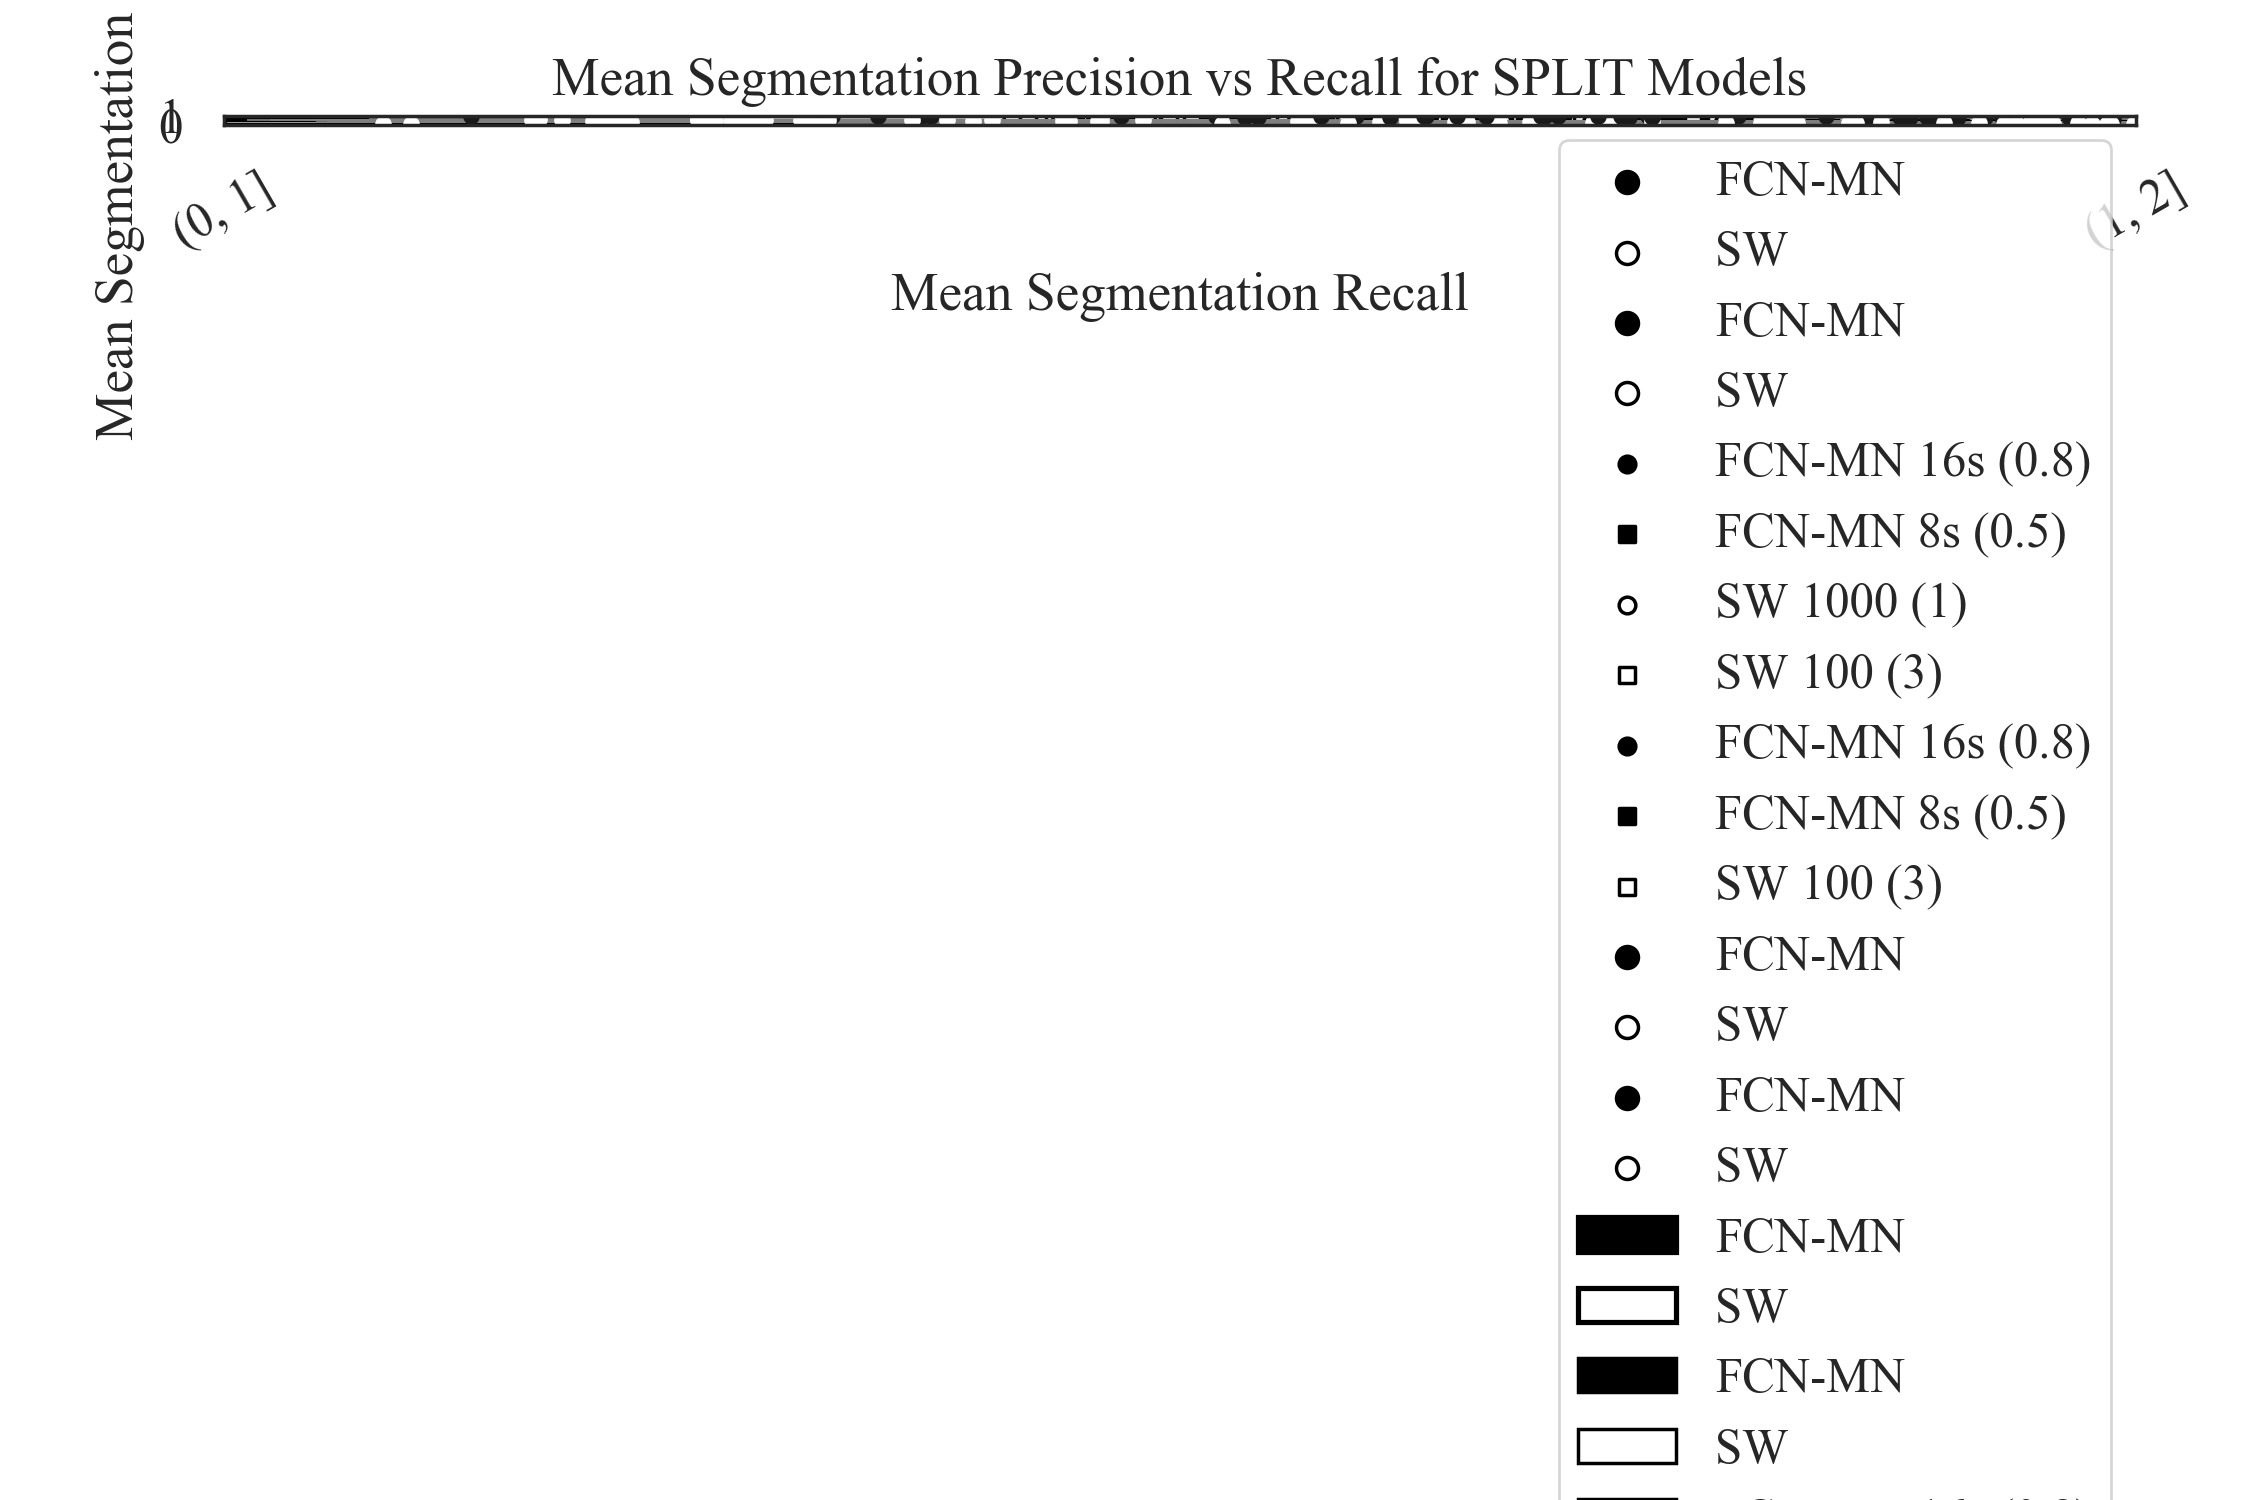 Mean Segmentation Precision vs Recall for SPLIT Models
Mean Segmentation
1
0
(0, 1]
(1, 2]
Mean Segmentation Recall
FCN-MN
SW
FCN-MN
SW
FCN-MN 16s (0.8)
FCN-MN 8s (0.5)
SW 1000 (1)
SW 100 (3)
FCN-MN 16s (0.8)
FCN-MN 8s (0.5)
SW 100 (3)
FCN-MN
SW
FCN-MN
SW
FCN-MN
SW
FCN-MN
SW